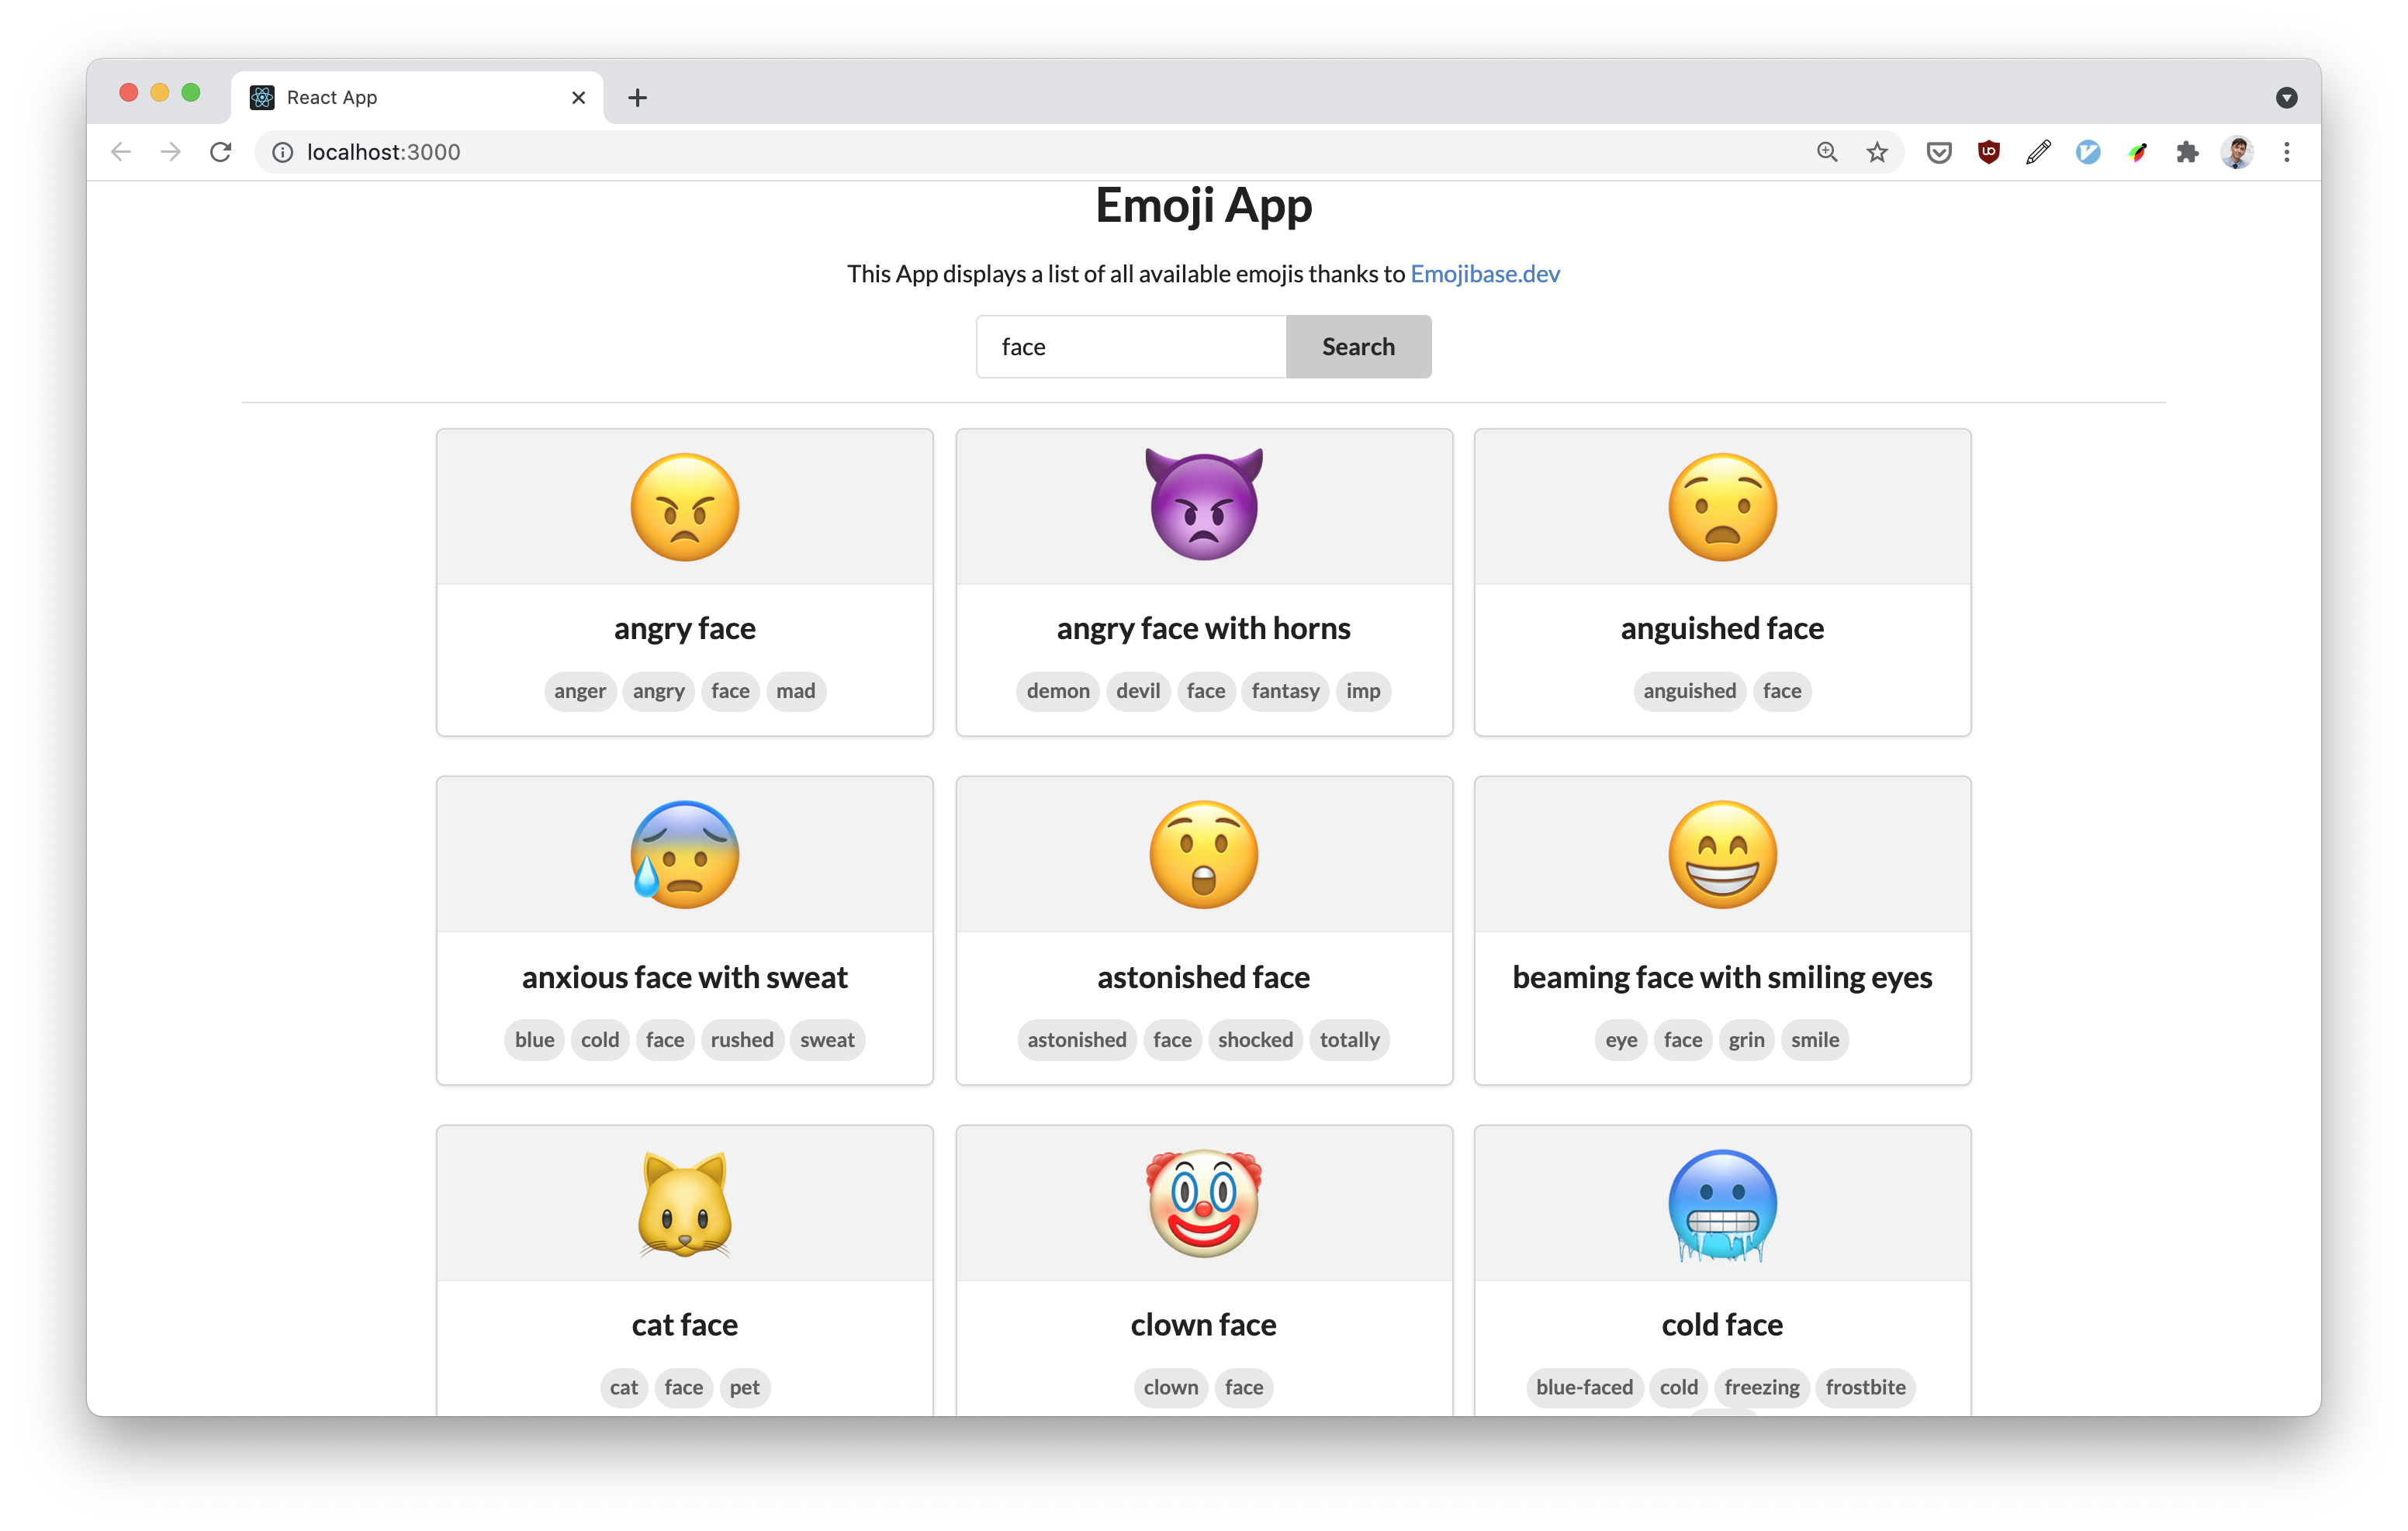 React App
localhost:3000
Emoji App
This App displays a list of all available emojis thanks to Emojibase.dev
face Search
angry face angry face with horns anguished face
anger angry face mad demon devil face fantasy imp anguished face
anxious face with sweat astonished face beaming face with smiling eyes
blue cold face rushed sweat astonished face shocked totally eye face grin smile
cat face clown face cold face
cat face pet clown face blue-faced cold freezing frostbite